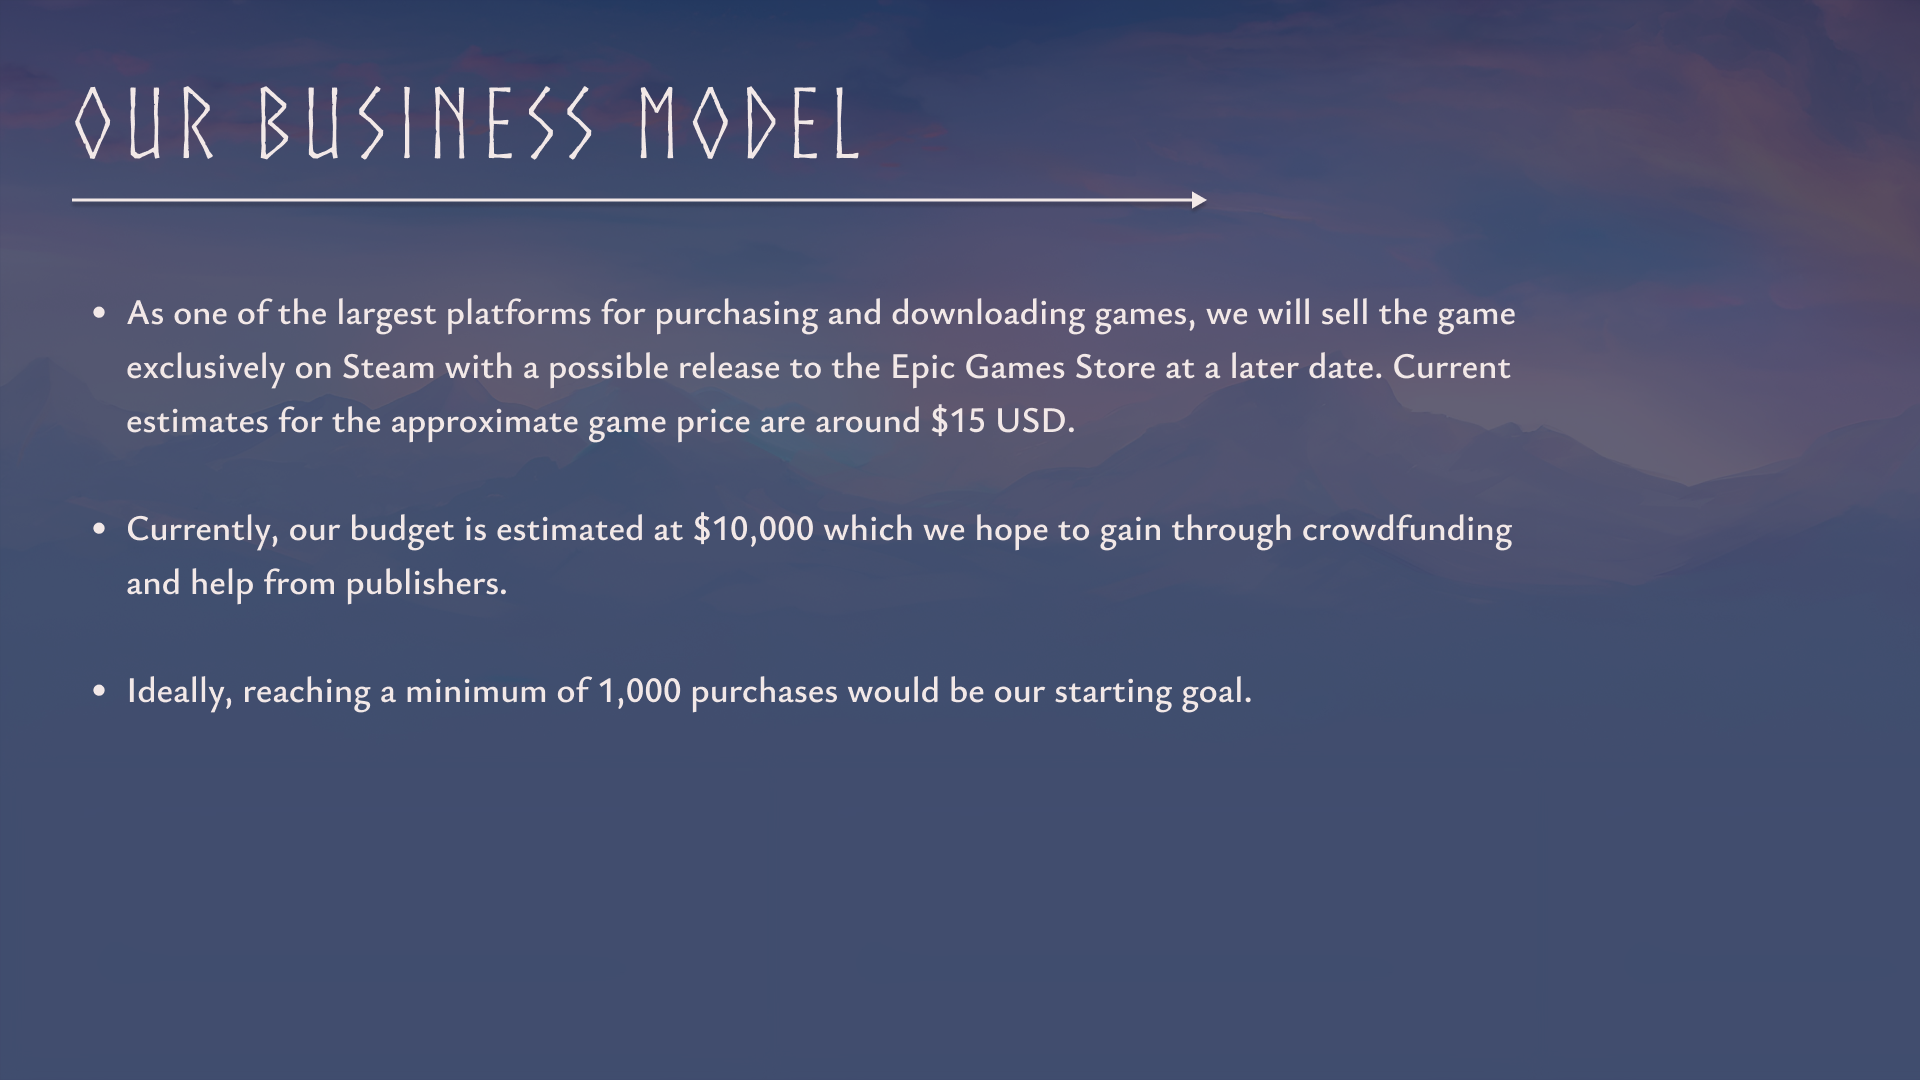 OUR BUSINESS MODEL
• As one of the largest platforms for purchasing and downloading games, we will sell the game
exclusively on Steam with a possible release to the Epic Games Store at a later date. Current
estimates for the approximate game price are around $15 USD.
• Currently, our budget is estimated at $10,000 which we hope to gain through crowdfunding
and help from publishers.
• Ideally, reaching a minimum of 1,000 purchases would be our starting goal.